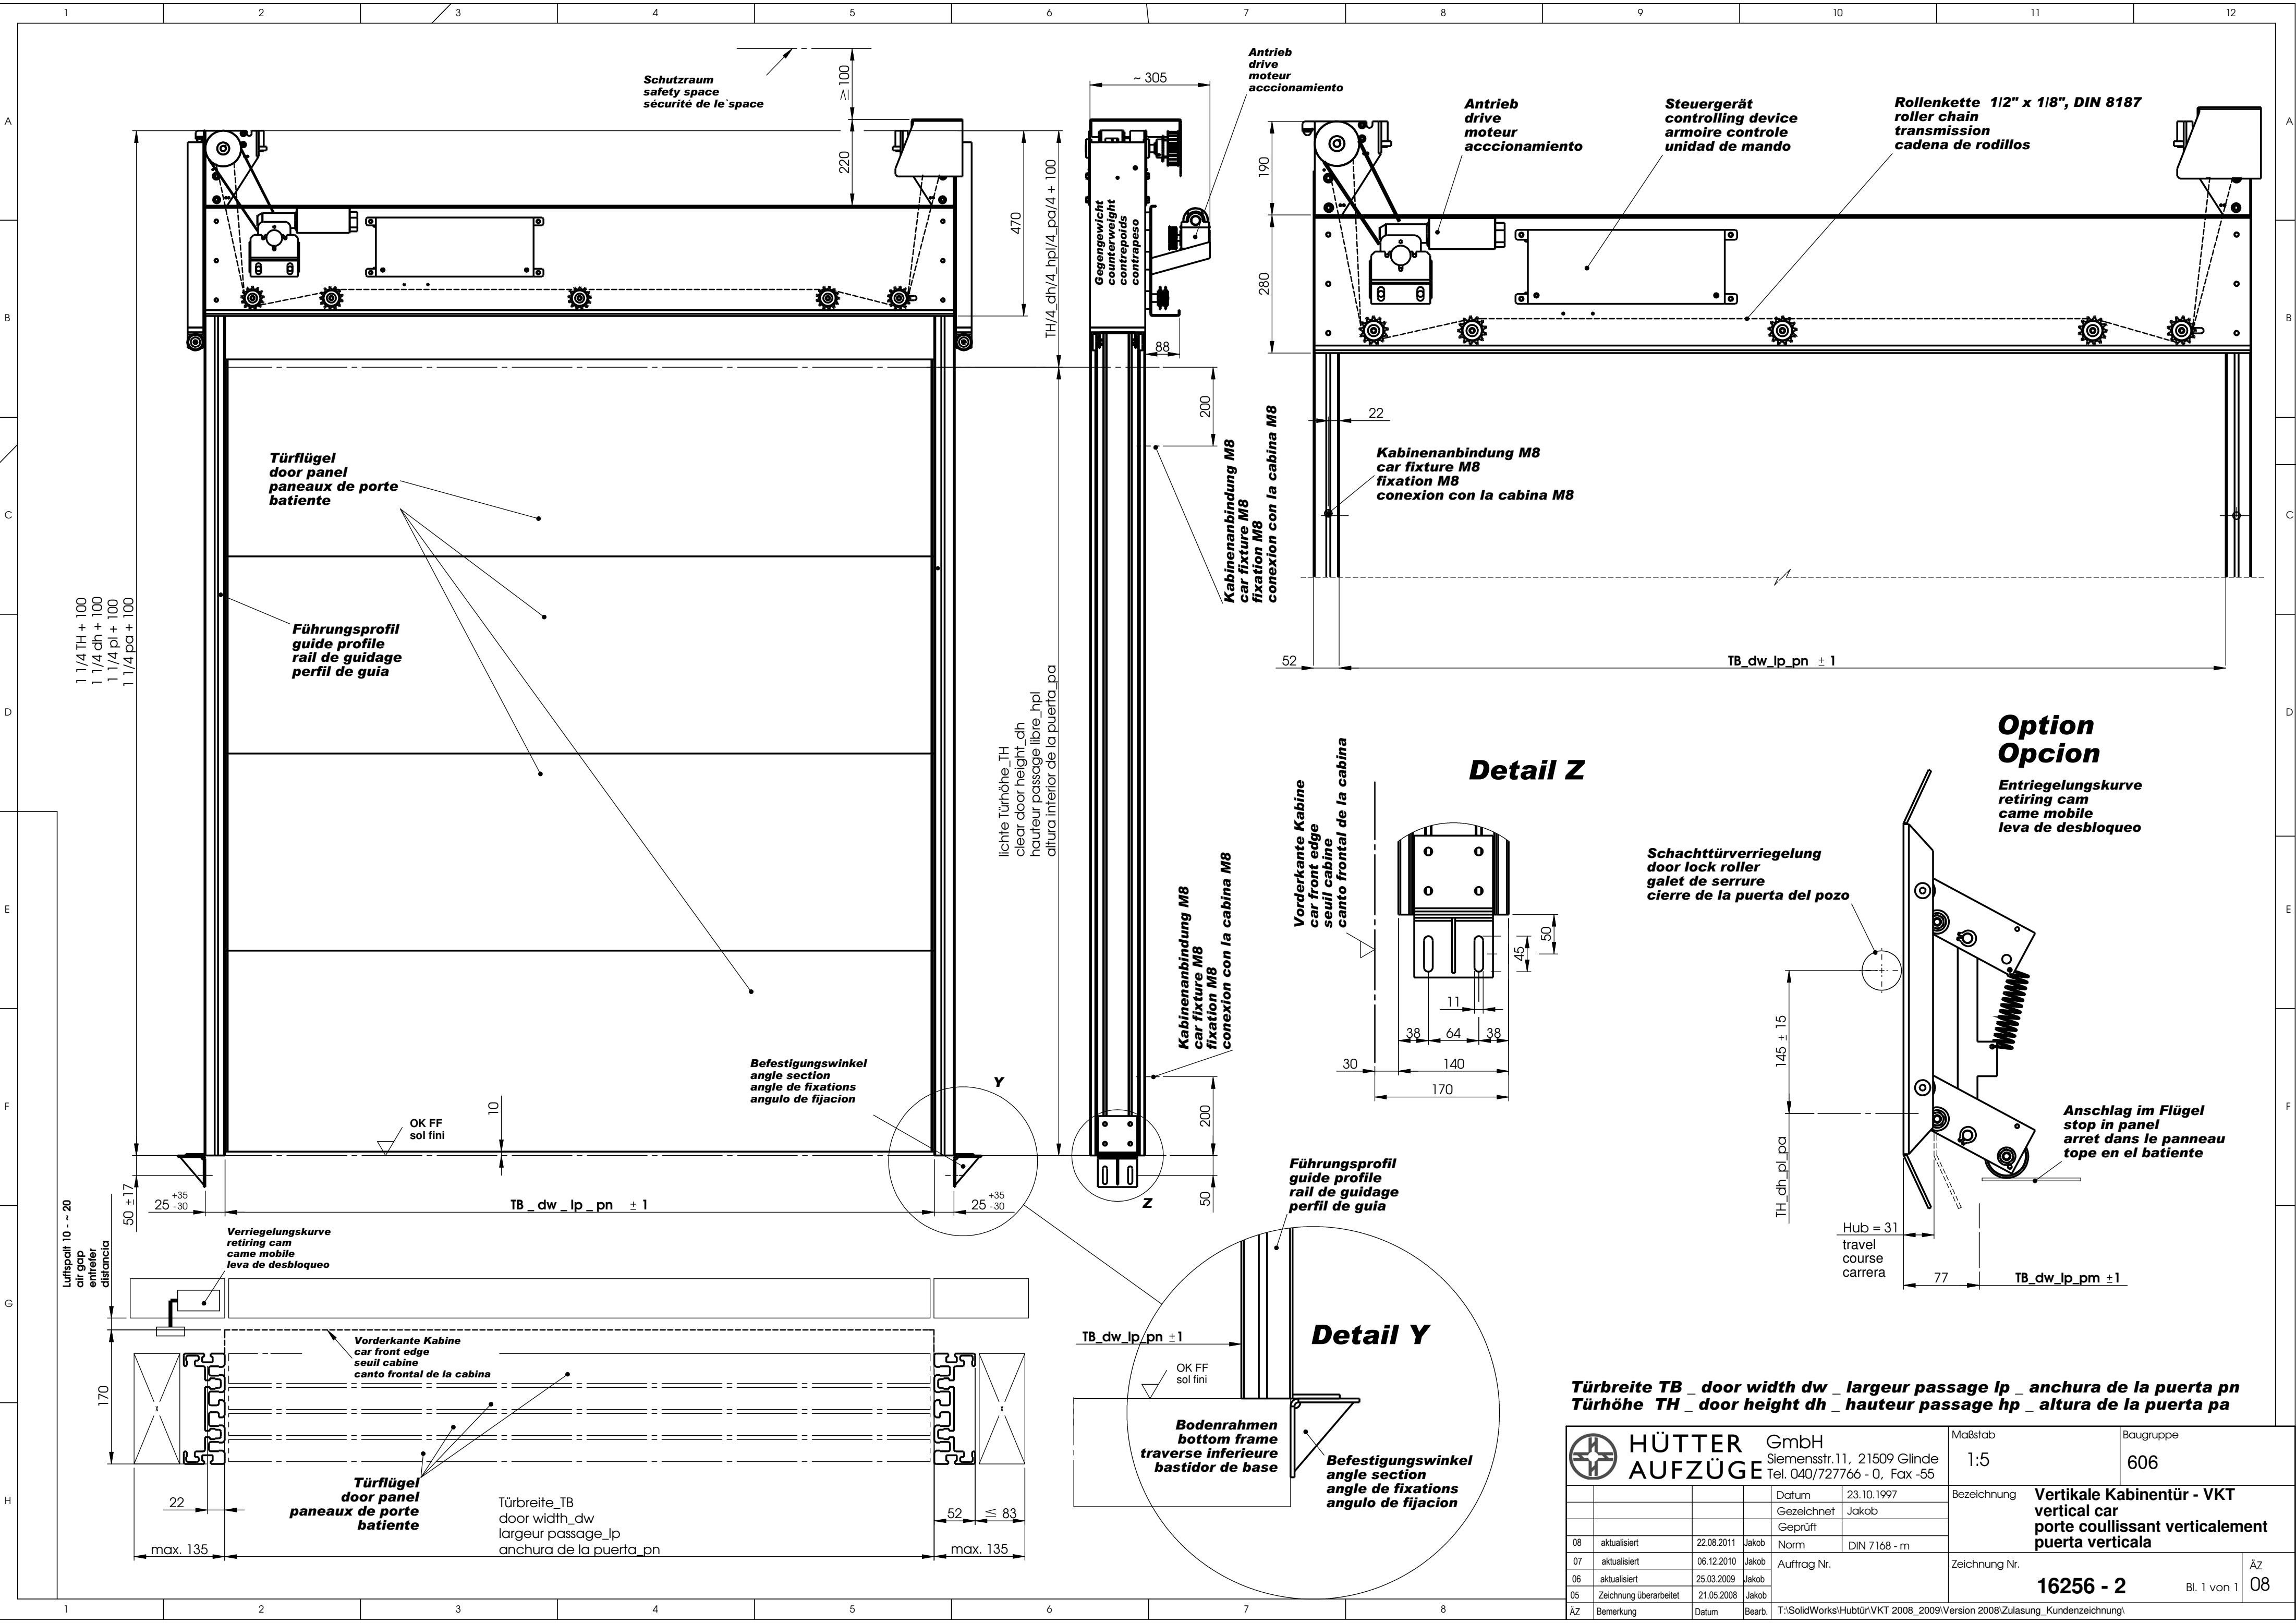 1 2 3 4 5 6 7 8 9 10 11 12
A
B
C
D
E
F
G
H
A
B
C
D
E
F
Schutzraum
safety space
sécurité de le`space
≥ 100
220
470
1 1/4 TH + 100
1 1/4 dh + 100
1 1/4 pl + 100
1 1/4 pa + 100
Türflügel
door panel
paneaux de porte
batiente
Führungsprofil
guide profile
rail de guidage
perfil de guia
Befestigungswinkel
angle section
angle de fixations
angulo de fijacion
Y
OK FF
sol fini
10
50 ±17
25 +35 -30
TB _ dw _ lp _ pn ± 1
25 +35 -30
TH/4_dh/4_hpl/4_pa/4 + 100
lichte Türhöhe_TH
clear door height_dh
hauteur passage libre_hpl
altura interior de la puerta_pa
~ 305
Antrieb
drive
moteur
acccionamiento
Gegengewicht
counterweight
contrepoids
contrapeso
88
200
Kabinenanbindung M8
car fixture M8
fixation M8
conexion con la cabina M8
Kabinenanbindung M8
car fixture M8
fixation M8
conexion con la cabina M8
200
50
Z
Antrieb
drive
moteur
acccionamiento
Steuergerät
controlling device
armoire controle
unidad de mando
Rollenkette 1/2" x 1/8", DIN 8187
roller chain
transmission
cadena de rodillos
190
280
22
Kabinenanbindung M8
car fixture M8
fixation M8
conexion con la cabina M8
52
TB_dw_lp_pn ± 1
Detail Z
Vorderkante Kabine
car front edge
seuil cabine
canto frontal de la cabina
50
45
11
38 64 38
30 140
170
Option
Opcion
Entriegelungskurve
retiring cam
came mobile
leva de desbloqueo
Schachttürverriegelung
door lock roller
galet de serrure
cierre de la puerta del pozo
145 ± 15
TH_dh_pl_pa
Anschlag im Flügel
stop in panel
arret dans le panneau
tope en el batiente
Hub = 31
travel
course
carrera
77
TB_dw_lp_pm ±1
Luftspalt 10 - ~ 20
air gap
entrefer
distancia
Verriegelungskurve
retiring cam
came mobile
leva de desbloqueo
Vorderkante Kabine
car front edge
seuil cabine
canto frontal de la cabina
170
Türflügel
door panel
paneaux de porte
batiente
22
Türbreite_TB
door width_dw
largeur passage_lp
anchura de la puerta_pn
52 ≤ 83
max. 135
max. 135
Führungsprofil
guide profile
rail de guidage
perfil de guia
Detail Y
TB_dw_lp_pn ±1
OK FF
sol fini
Bodenrahmen
bottom frame
traverse inferieure
bastidor de base
Befestigungswinkel
angle section
angle de fixations
angulo de fijacion
Türbreite TB _ door width dw _ largeur passage lp _ anchura de la puerta pn
Türhöhe TH _ door height dh _ hauteur passage hp _ altura de la puerta pa
HÜTTER GmbH
AUFZÜGE
Siemensstr.11, 21509 Glinde
Tel. 040/727766 - 0, Fax -55
Maßstab
1:5
Baugruppe
606
Datum 23.10.1997
Gezeichnet Jakob
Geprüft
Norm DIN 7168 - m
Bezeichnung
Vertikale Kabinentür - VKT
vertical car
porte coullissant verticalement
puerta verticala
08 aktualisiert 22.08.2011 Jakob
07 aktualisiert 06.12.2010 Jakob
06 aktualisiert 25.03.2009 Jakob
05 Zeichnung überarbeitet 21.05.2008 Jakob
ÄZ Bemerkung Datum Bearb.
Auftrag Nr.
Zeichnung Nr.
16256 - 2
Bl. 1 von 1
ÄZ
08
T:\SolidWorks\Hubtür\VKT 2008_2009\Version 2008\Zulasung_Kundenzeichnung\
1 2 3 4 5 6 7 8